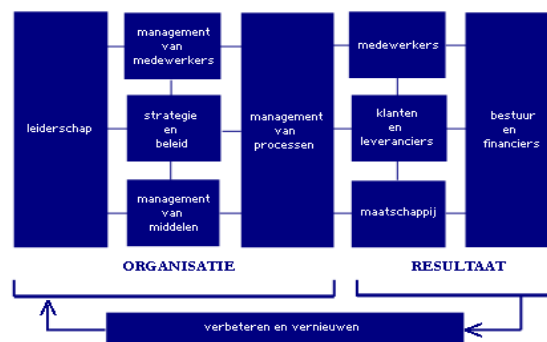 leiderschap
management
van
medewerkers
strategie
en
beleid
management
van
middelen
management
van
processen
medewerkers
klanten
en
leveranciers
maatschappij
bestuur
en
financiers
ORGANISATIE
RESULTAAT
verbeteren en vernieuwen